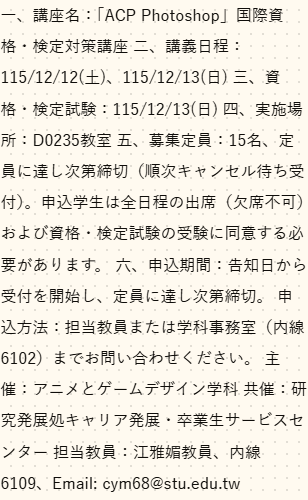 一、講座名：「ACP Photoshop」国際資
格・検定対策講座 二、講義日程：
115/12/12(土)、115/12/13(日) 三、資
格・検定試験：115/12/13(日) 四、実施場
所：D0235教室 五、募集定員：15名、定
員に達し次第締切（順次キャンセル待ち受
付）。申込学生は全日程の出席（欠席不可）
および資格・検定試験の受験に同意する必
要があります。 六、申込期間：告知日から
受付を開始し、定員に達し次第締切。 申
込方法：担当教員または学科事務室（内線
6102）までお問い合わせください。 主
催：アニメとゲームデザイン学科 共催：研
究発展処キャリア発展・卒業生サービスセ
ンター 担当教員：江雅媚教員、内線
6109、Email: cym68@stu.edu.tw